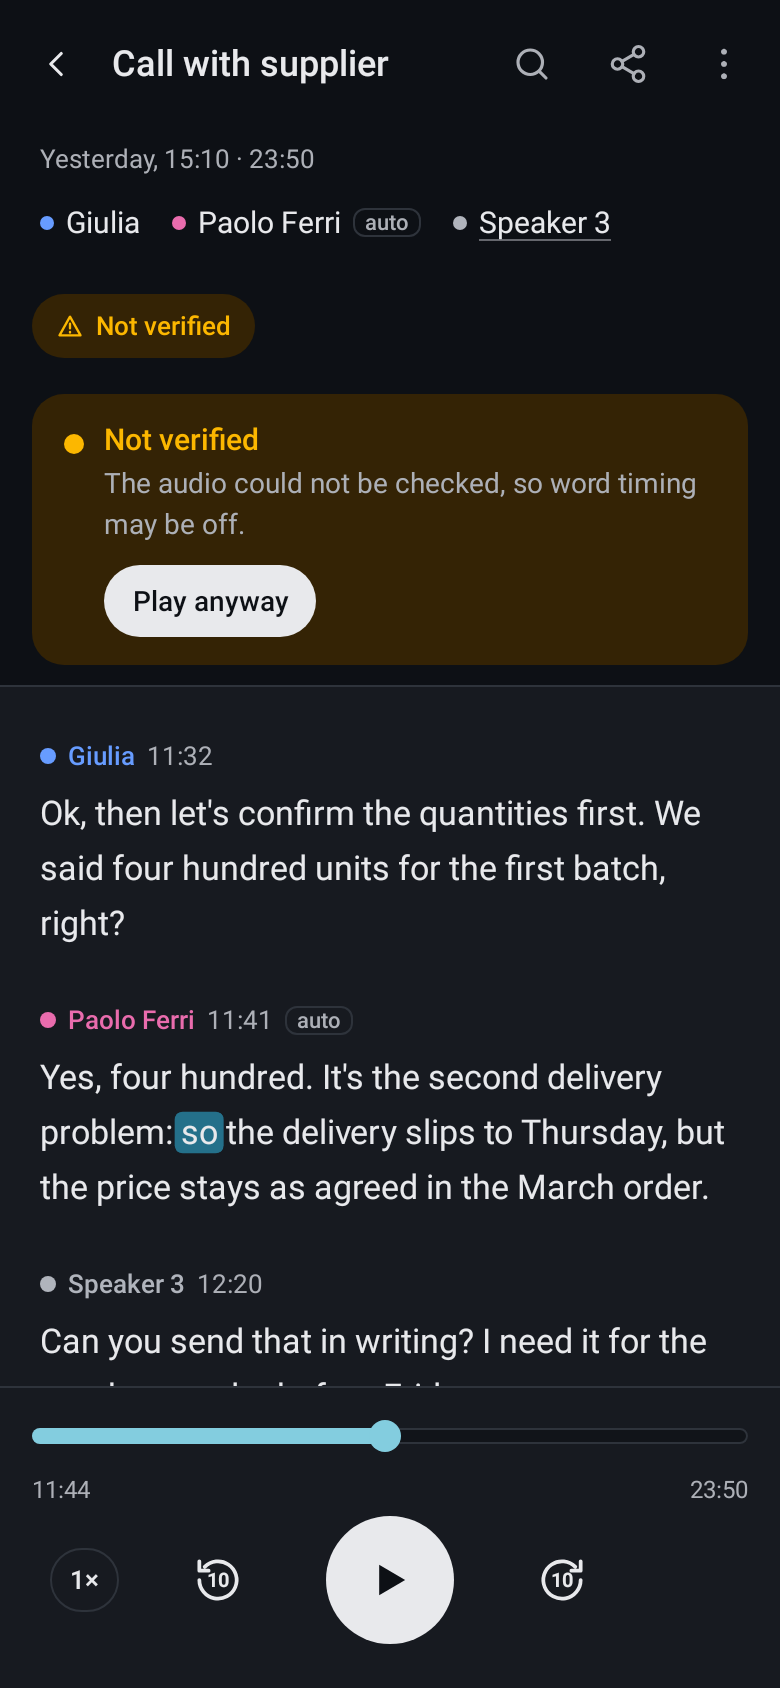 Call with supplier
Yesterday, 15:10 · 23:50
Giulia Paolo Ferri auto Speaker 3
Not verified
Not verified
The audio could not be checked, so word timing
may be off.
Play anyway
Giulia 11:32
Ok, then let's confirm the quantities first. We
said four hundred units for the first batch,
right?
Paolo Ferri 11:41 auto
Yes, four hundred. It's the second delivery
problem: so the delivery slips to Thursday, but
the price stays as agreed in the March order.
Speaker 3 12:20
Can you send that in writing? I need it for the
11:44 23:50
1× 10 10